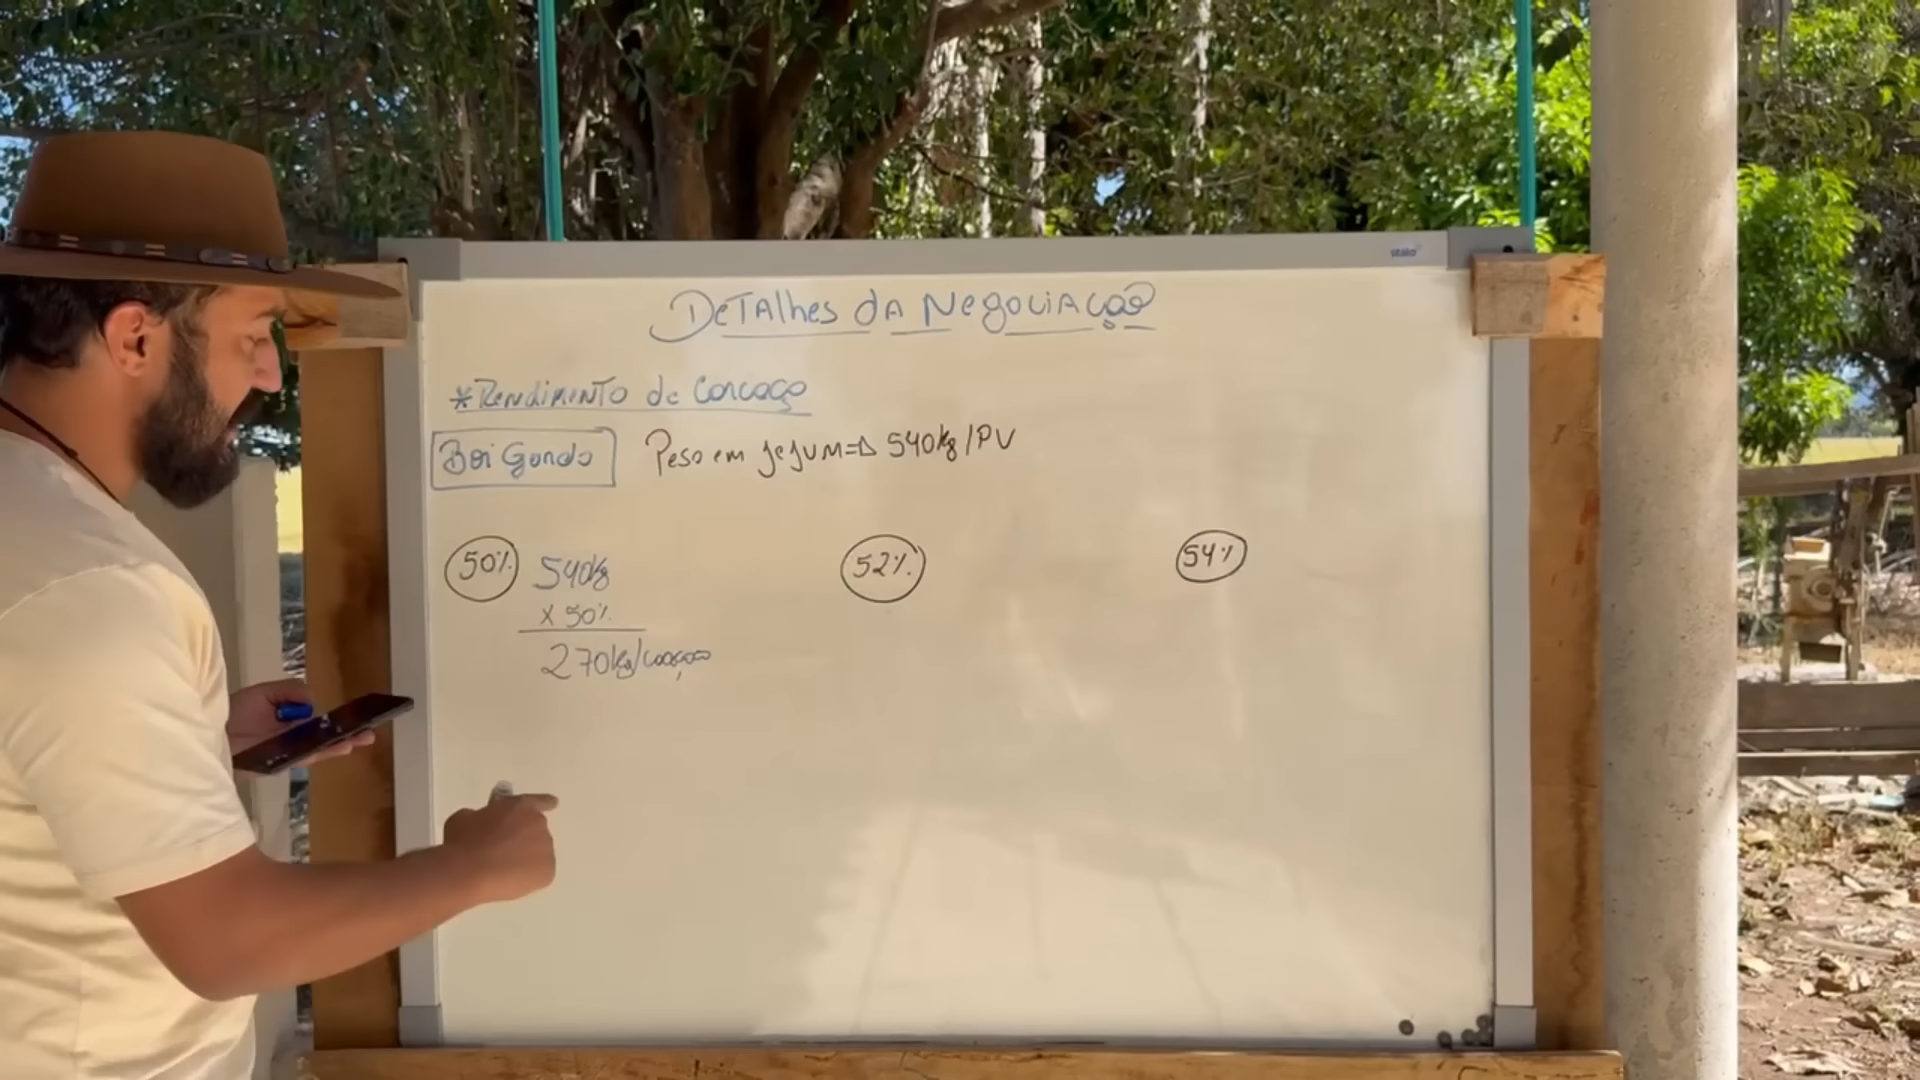 stalo
DeTAlhes dA NegociAção
*RendimenTo de Carcaça
Boi Gordo Peso em JeJUM=Δ 540kg/PV
50% 540kg 52% 54%
x 50%
270kg/carcaça